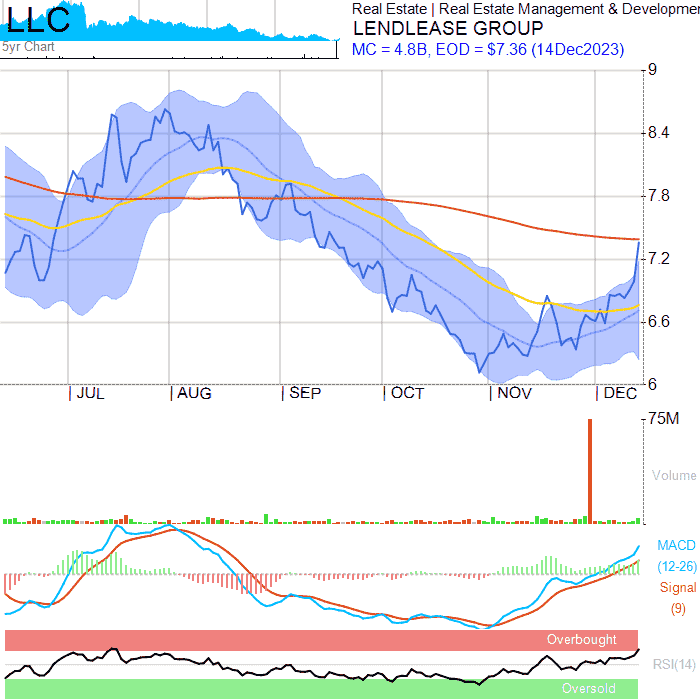 LLC
5yr Chart
Real Estate | Real Estate Management & Developmen
LENDLEASE GROUP
MC = 4.8B, EOD = $7.36 (14Dec2023)
9
8.4
7.8
7.2
6.6
6
JUL
AUG
SEP
OCT
NOV
DEC
75M
Volume
MACD
(12-26)
Signal
(9)
Overbought
RSI(14)
Oversold